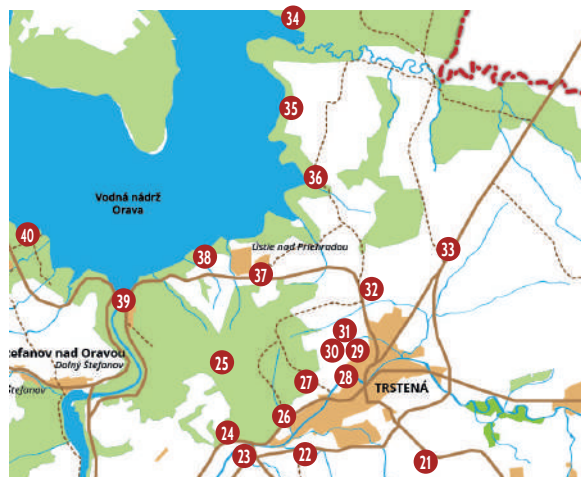 34
35
Vodná nádrž
Orava
36
40
38
Ústie nad Priehradou
33
37
39
32
31
30
29
tefanov nad Oravou
Dolný Štefanov
25
Štefanov
27
28
TRSTENÁ
26
24
23
22
21